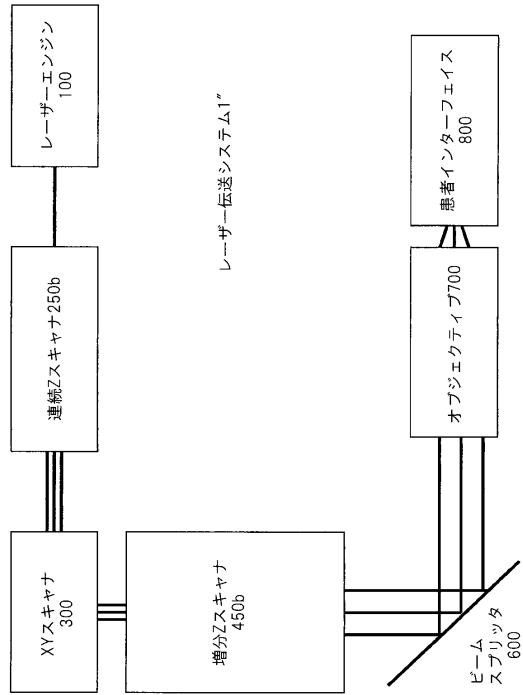 レーザーエンジン
100
連続Zスキャナ250b
XYスキャナ
300
増分Zスキャナ
450b
ビーム
スプリッタ
600
オブジェクティブ700
患者インターフェイス
800
レーザー伝送システム1″